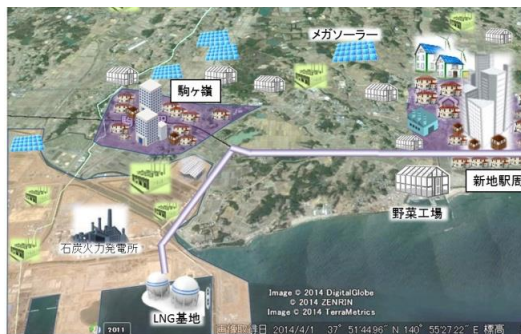 メガソーラー
駒ヶ嶺
新地駅周
野菜工場
石炭火力発電所
LNG基地
Image © 2014 DigitalGlobe
© 2014 ZENRIN
Image © 2014 TerraMetrics
2011
画像取得日 2014/4/1 37°51'44.96" N 140°55'27.22" E 標高